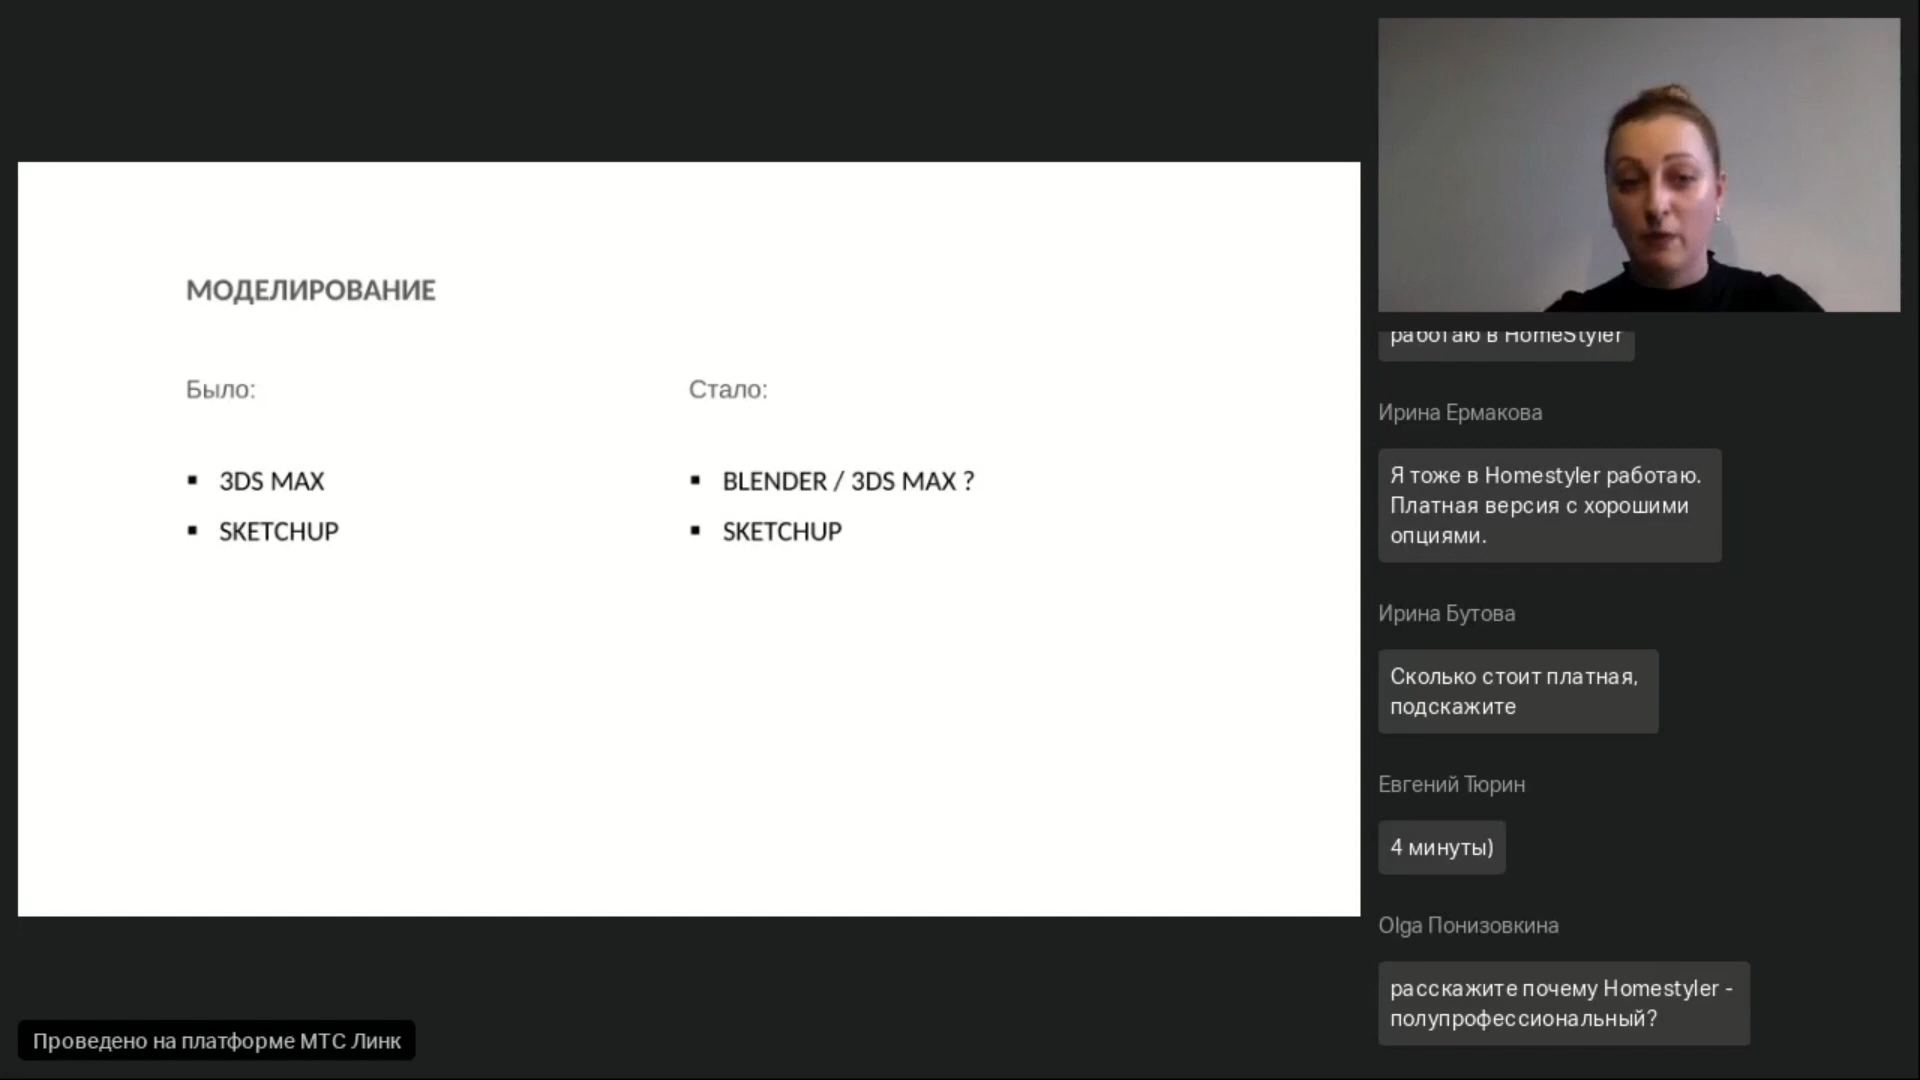 МОДЕЛИРОВАНИЕ
Было:
Стало:
▪ 3DS MAX
▪ SKETCHUP
▪ BLENDER / 3DS MAX ?
▪ SKETCHUP
Проведено на платформе МТС Линк
работаю в HomeStyler
Ирина Ермакова
Я тоже в Homestyler работаю.
Платная версия с хорошими
опциями.
Ирина Бутова
Сколько стоит платная,
подскажите
Евгений Тюрин
4 минуты)
Olga Понизовкина
расскажите почему Homestyler -
полупрофессиональный?